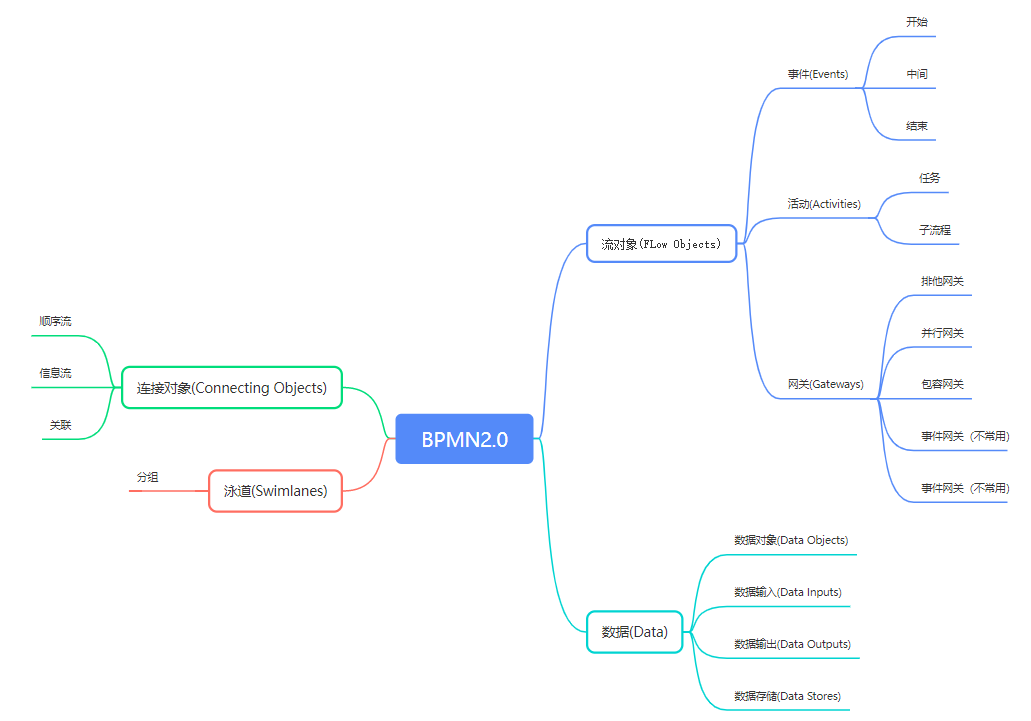 BPMN2.0
流对象(FLow Objects)
事件(Events)
开始
中间
结束
活动(Activities)
任务
子流程
网关(Gateways)
排他网关
并行网关
包容网关
事件网关（不常用)
事件网关（不常用)
数据(Data)
数据对象(Data Objects)
数据输入(Data Inputs)
数据输出(Data Outputs)
数据存储(Data Stores)
连接对象(Connecting Objects)
顺序流
信息流
关联
泳道(Swimlanes)
分组